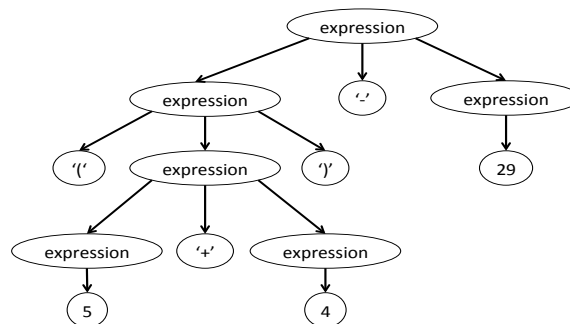 expression
expression ‘-’ expression
‘(‘ expression ‘)’ 29
expression ‘+’ expression
5 4